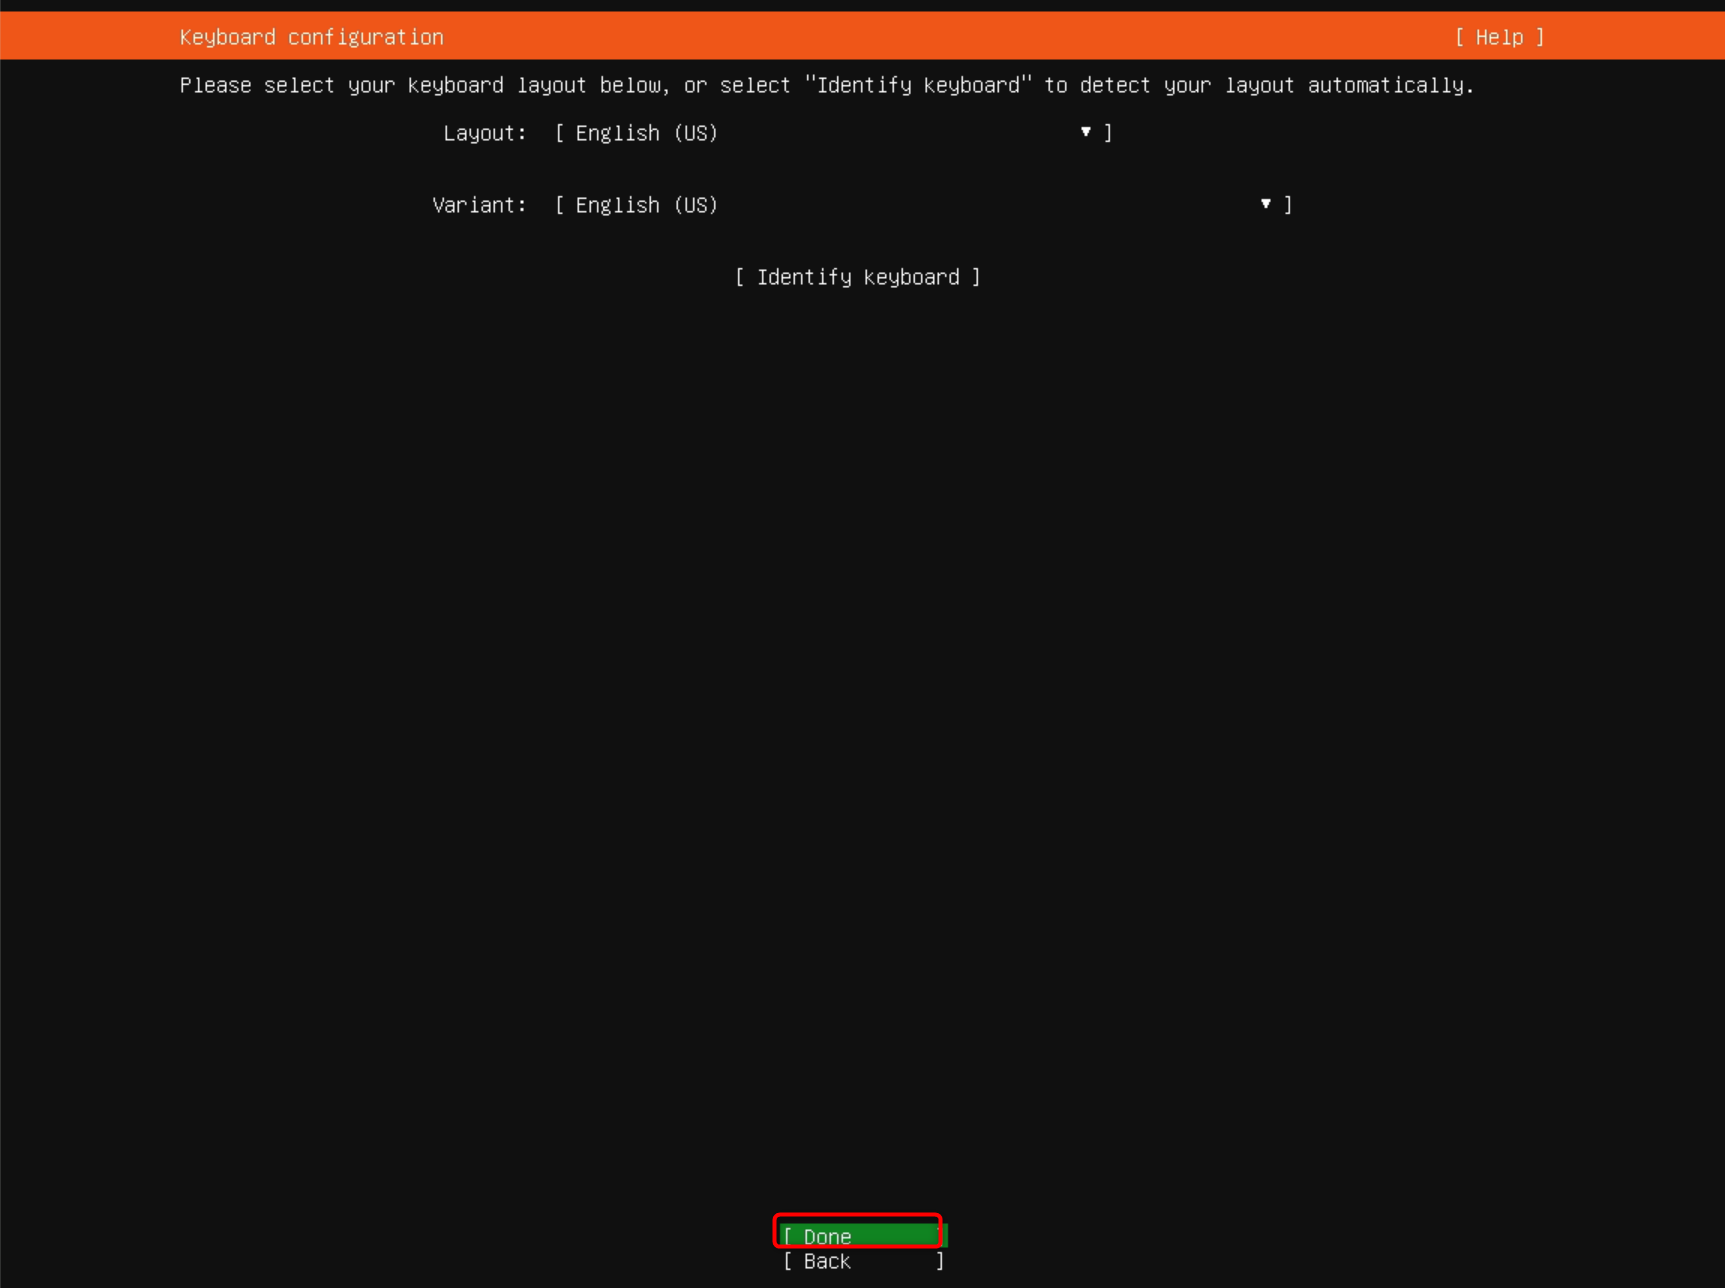 Keyboard configuration [ Help ]
Please select your keyboard layout below, or select "Identify keyboard" to detect your layout automatically.
Layout: [ English (US) ▾ ]
Variant: [ English (US) ▾ ]
[ Identify keyboard ]
[ Done ]
[ Back ]